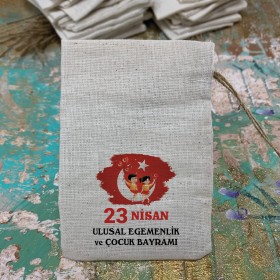 23 NİSAN
ULUSAL EGEMENLİK
ve ÇOCUK BAYRAMI